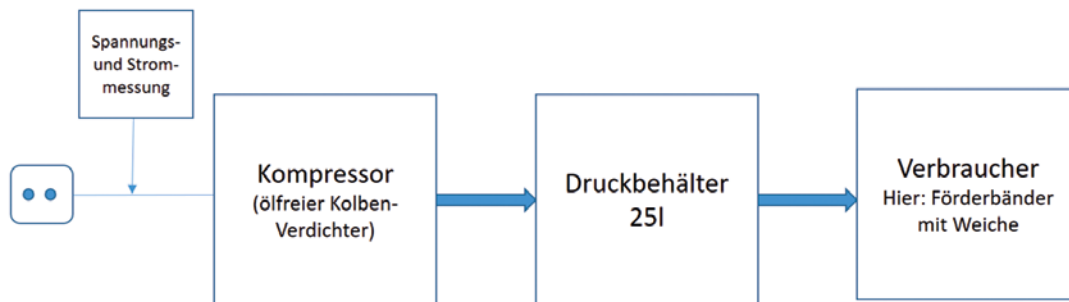 Spannungs-
und Strom-
messung
Kompressor
(ölfreier Kolben-
Verdichter)
Druckbehälter
25l
Verbraucher
Hier: Förderbänder
mit Weiche